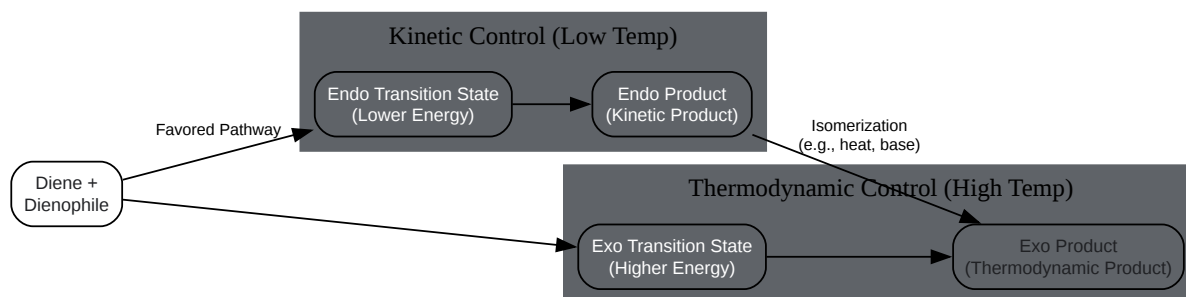 Kinetic Control (Low Temp)
Endo Transition State
(Lower Energy)
Endo Product
(Kinetic Product)
Favored Pathway
Isomerization
(e.g., heat, base)
Diene +
Dienophile
Thermodynamic Control (High Temp)
Exo Transition State
(Higher Energy)
Exo Product
(Thermodynamic Product)